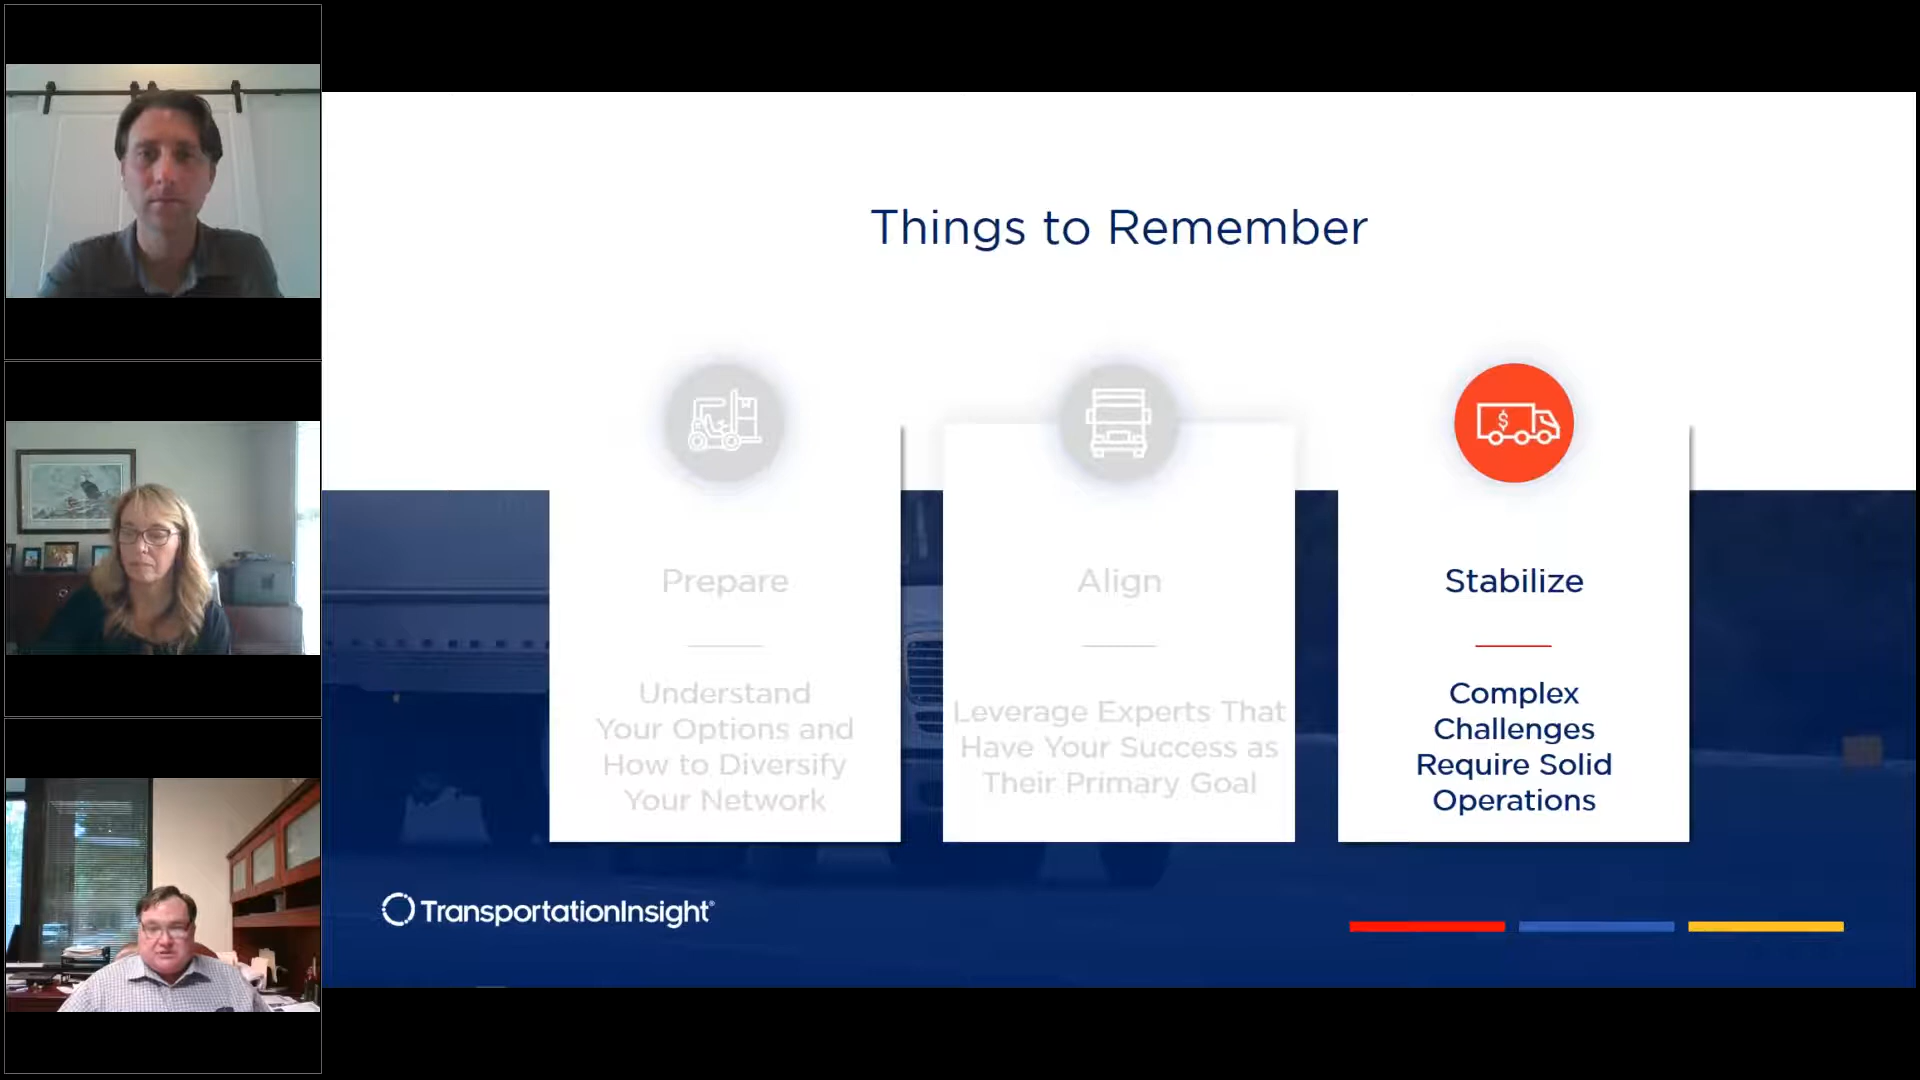 Things to Remember
$
Prepare
Understand
Your Options and
How to Diversify
Your Network
Align
Leverage Experts That
Have Your Success as
Their Primary Goal
Stabilize
Complex
Challenges
Require Solid
Operations
TransportationInsight®